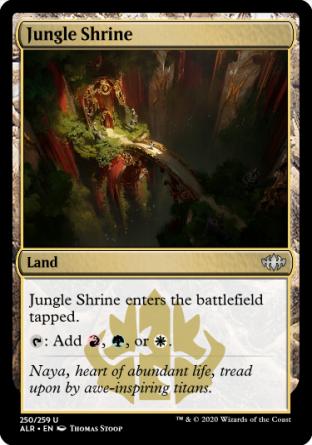 Jungle Shrine
Land
Jungle Shrine enters the battlefield
tapped.
: Add , , or .
Naya, heart of abundant life, tread
upon by awe-inspiring titans.
250/259 U
ALR • EN Thomas Stoop
™ & © 2020 Wizards of the Coast